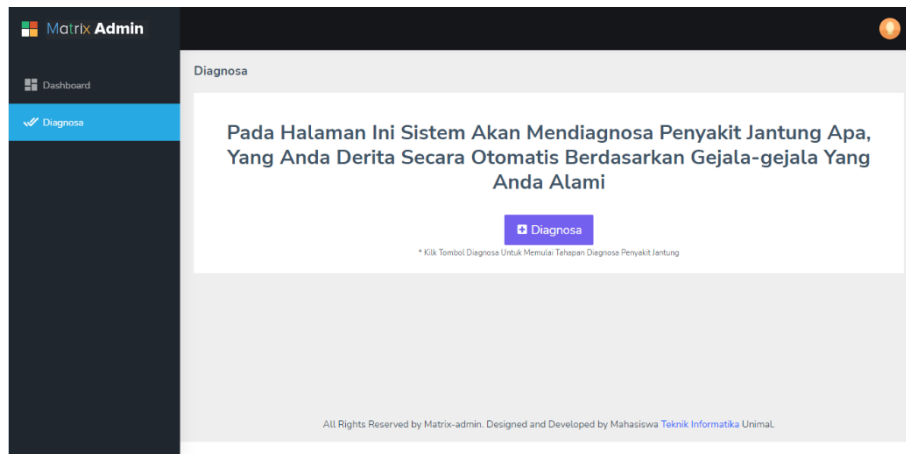 Matrix Admin
Dashboard
Diagnosa
Diagnosa
Pada Halaman Ini Sistem Akan Mendiagnosa Penyakit Jantung Apa,
Yang Anda Derita Secara Otomatis Berdasarkan Gejala-gejala Yang
Anda Alami
Diagnosa
* Kilk Tombol Diagnosa Untuk Memulai Tahapan Diagnosa Penyakit Jantung
All Rights Reserved by Matrix-admin. Designed and Developed by Mahasiswa Teknik Informatika Unimal.